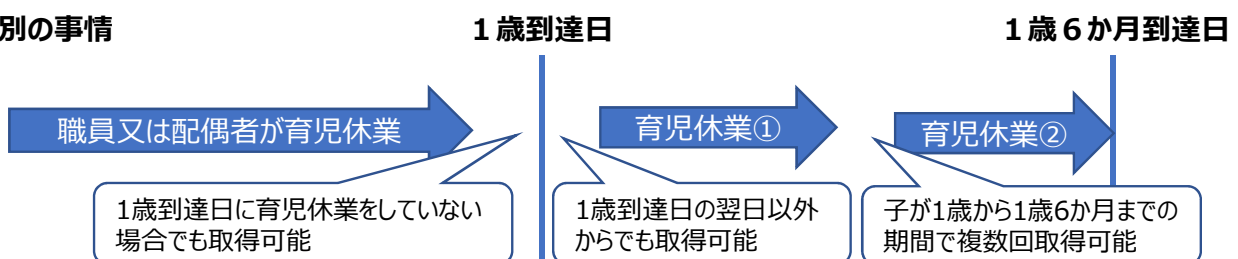 別の事情
１歳到達日
１歳６か月到達日
職員又は配偶者が育児休業
育児休業①
育児休業②
1歳到達日に育児休業をしていない
場合でも取得可能
1歳到達日の翌日以外
からでも取得可能
子が1歳から1歳6か月までの
期間で複数回取得可能